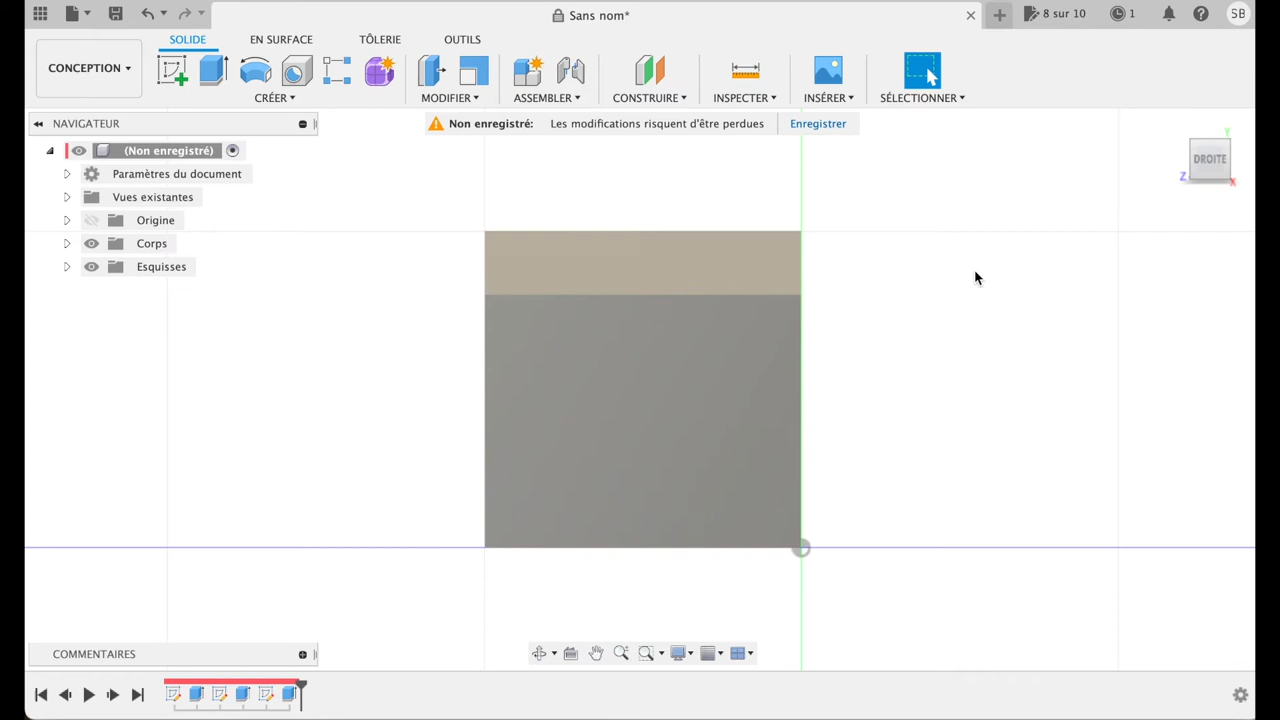 Sans nom*
8 sur 10
1
SB
CONCEPTION
SOLIDE
EN SURFACE
TÔLERIE
OUTILS
CRÉER
MODIFIER
ASSEMBLER
CONSTRUIRE
INSPECTER
INSÉRER
SÉLECTIONNER
NAVIGATEUR
Non enregistré: Les modifications risquent d'être perdues Enregistrer
(Non enregistré)
Paramètres du document
Vues existantes
Origine
Corps
Esquisses
Y
DROITE
Z
X
COMMENTAIRES